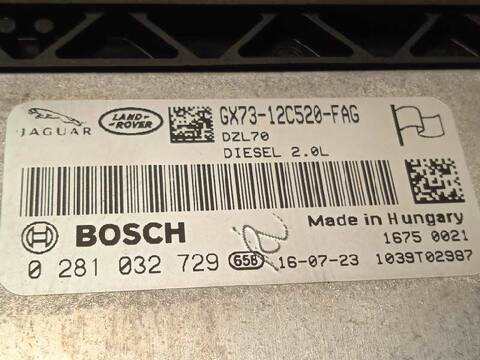 JAGUAR
LAND-ROVER
GX73-12C520-FAG
DZL70
DIESEL 2.0L
BOSCH
Made in Hungary
1675 0021
0 281 032 729 65B 16-07-23 1039T02987